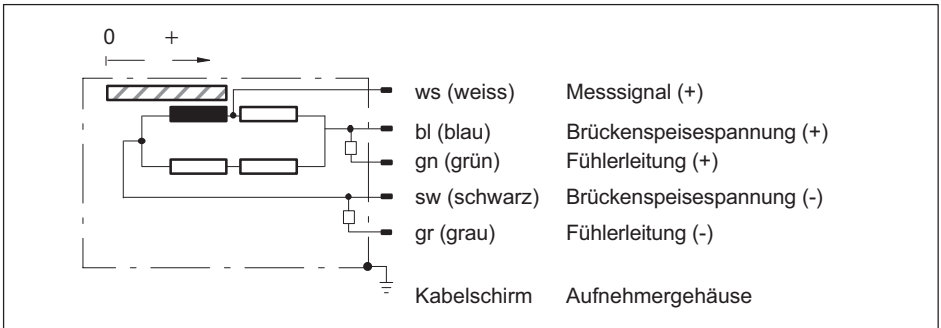 0 +
ws (weiss) Messsignal (+)
bl (blau) Brückenspeisespannung (+)
gn (grün) Fühlerleitung (+)
sw (schwarz) Brückenspeisespannung (-)
gr (grau) Fühlerleitung (-)
Kabelschirm Aufnehmergehäuse